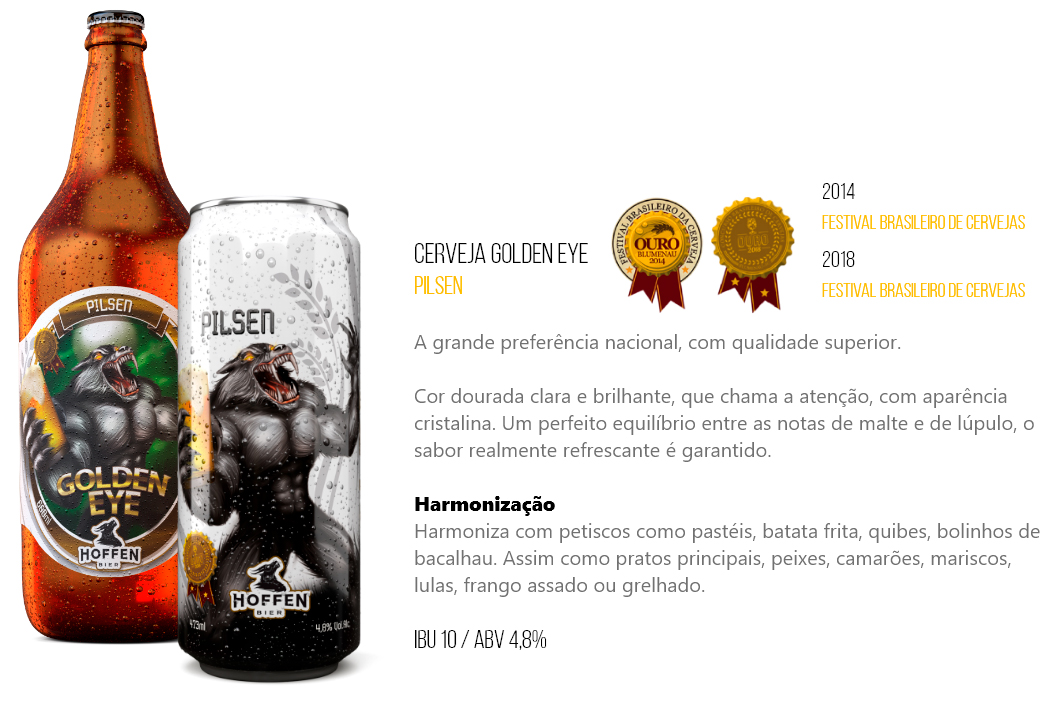 PILSEN
GOLDEN
EYE
HOFFEN
BIER
PILSEN
HOFFEN
BIER
473ml
4,8% Vol.Alc.
CERVEJA GOLDEN EYE
PILSEN
FESTIVAL BRASILEIRO DA CERVEJA
OURO
BLUMENAU
2014
OURO
2014
FESTIVAL BRASILEIRO DE CERVEJAS
2018
FESTIVAL BRASILEIRO DE CERVEJAS
A grande preferência nacional, com qualidade superior.
Cor dourada clara e brilhante, que chama a atenção, com aparência
cristalina. Um perfeito equilíbrio entre as notas de malte e de lúpulo, o
sabor realmente refrescante é garantido.
Harmonização
Harmoniza com petiscos como pastéis, batata frita, quibes, bolinhos de
bacalhau. Assim como pratos principais, peixes, camarões, mariscos,
lulas, frango assado ou grelhado.
IBU 10 / ABV 4,8%